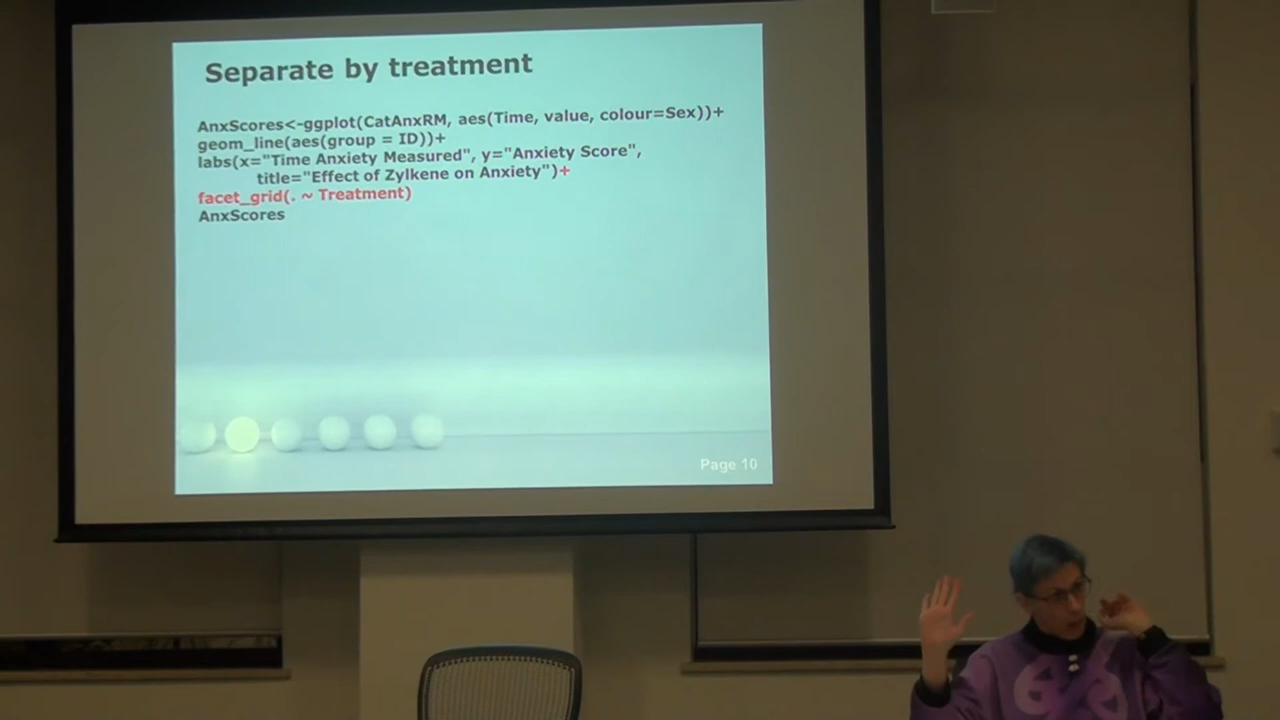 Separate by treatment
AnxScores<-ggplot(CatAnxRM, aes(Time, value, colour=Sex))+
geom_line(aes(group = ID))+
labs(x="Time Anxiety Measured", y="Anxiety Score",
title="Effect of Zylkene on Anxiety")+
facet_grid(. ~ Treatment)
AnxScores
Page 10